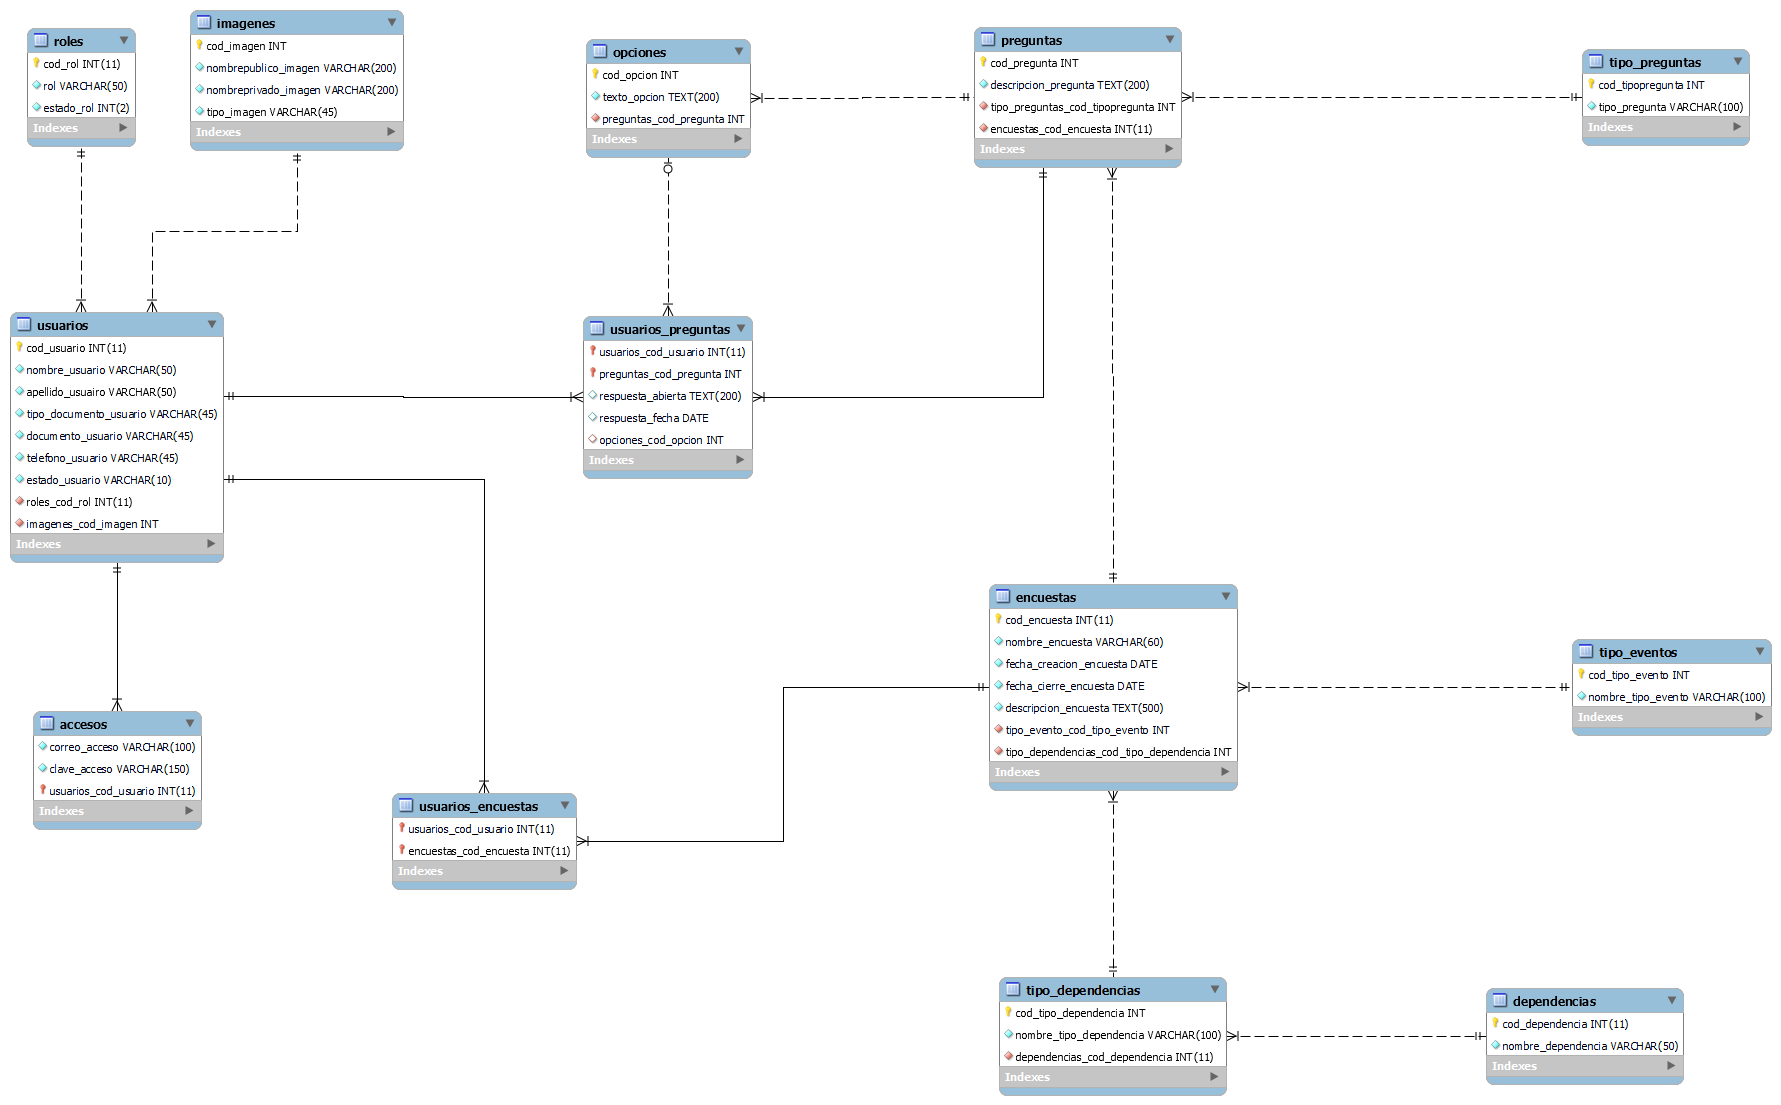 roles
cod_rol INT(11)
rol VARCHAR(50)
estado_rol INT(2)
Indexes
imagenes
cod_imagen INT
nombrepublico_imagen VARCHAR(200)
nombreprivado_imagen VARCHAR(200)
tipo_imagen VARCHAR(45)
Indexes
opciones
cod_opcion INT
texto_opcion TEXT(200)
preguntas_cod_pregunta INT
Indexes
preguntas
cod_pregunta INT
descripcion_pregunta TEXT(200)
tipo_preguntas_cod_tipopregunta INT
encuestas_cod_encuesta INT(11)
Indexes
tipo_preguntas
cod_tipopregunta INT
tipo_pregunta VARCHAR(100)
Indexes
usuarios
cod_usuario INT(11)
nombre_usuario VARCHAR(50)
apellido_usuairo VARCHAR(50)
tipo_documento_usuario VARCHAR(45)
documento_usuario VARCHAR(45)
telefono_usuario VARCHAR(45)
estado_usuario VARCHAR(10)
roles_cod_rol INT(11)
imagenes_cod_imagen INT
Indexes
usuarios_preguntas
usuarios_cod_usuario INT(11)
preguntas_cod_pregunta INT
respuesta_abierta TEXT(200)
respuesta_fecha DATE
opciones_cod_opcion INT
Indexes
encuestas
cod_encuesta INT(11)
nombre_encuesta VARCHAR(60)
fecha_creacion_encuesta DATE
fecha_cierre_encuesta DATE
descripcion_encuesta TEXT(500)
tipo_evento_cod_tipo_evento INT
tipo_dependencias_cod_tipo_dependencia INT
Indexes
tipo_eventos
cod_tipo_evento INT
nombre_tipo_evento VARCHAR(100)
Indexes
accesos
correo_acceso VARCHAR(100)
clave_acceso VARCHAR(150)
usuarios_cod_usuario INT(11)
Indexes
usuarios_encuestas
usuarios_cod_usuario INT(11)
encuestas_cod_encuesta INT(11)
Indexes
tipo_dependencias
cod_tipo_dependencia INT
nombre_tipo_dependencia VARCHAR(100)
dependencias_cod_dependencia INT(11)
Indexes
dependencias
cod_dependencia INT(11)
nombre_dependencia VARCHAR(50)
Indexes